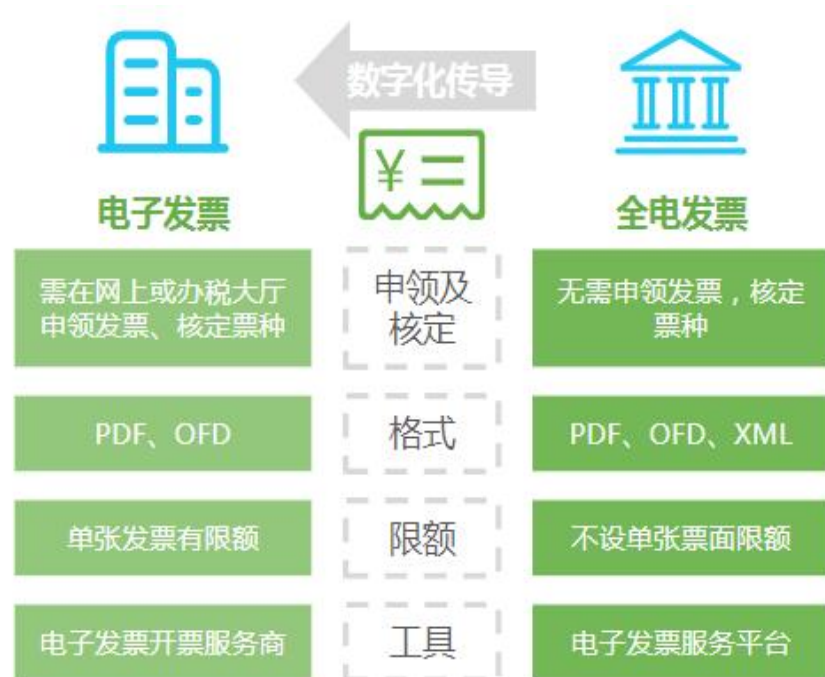 数字化传导
¥
电子发票
全电发票
需在网上或办税大厅
申领发票、核定票种
申领及
核定
无需申领发票，核定
票种
PDF、OFD
格式
PDF、OFD、XML
单张发票有限额
限额
不设单张票面限额
电子发票开票服务商
工具
电子发票服务平台